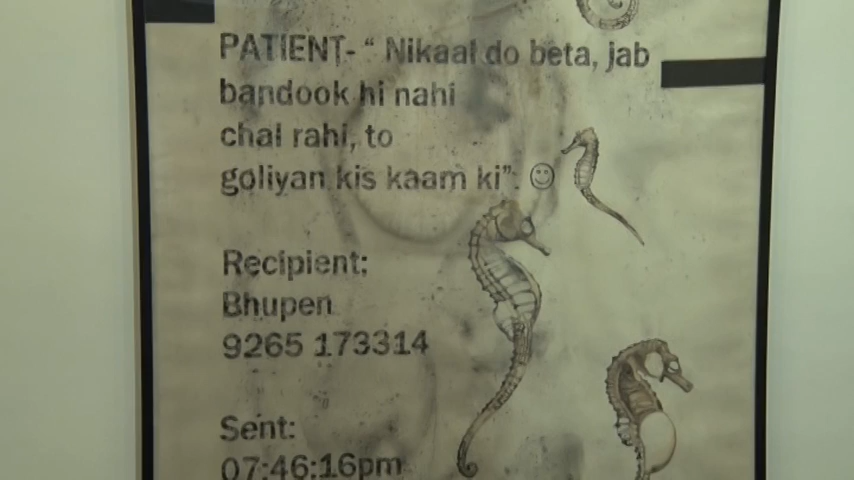 PATIENT- “ Nikaal do beta, jab
bandook hi nahi
chal rahi, to
goliyan kis kaam ki”. ☺
Recipient:
Bhupen
9265 173314
Sent:
07:46:16pm